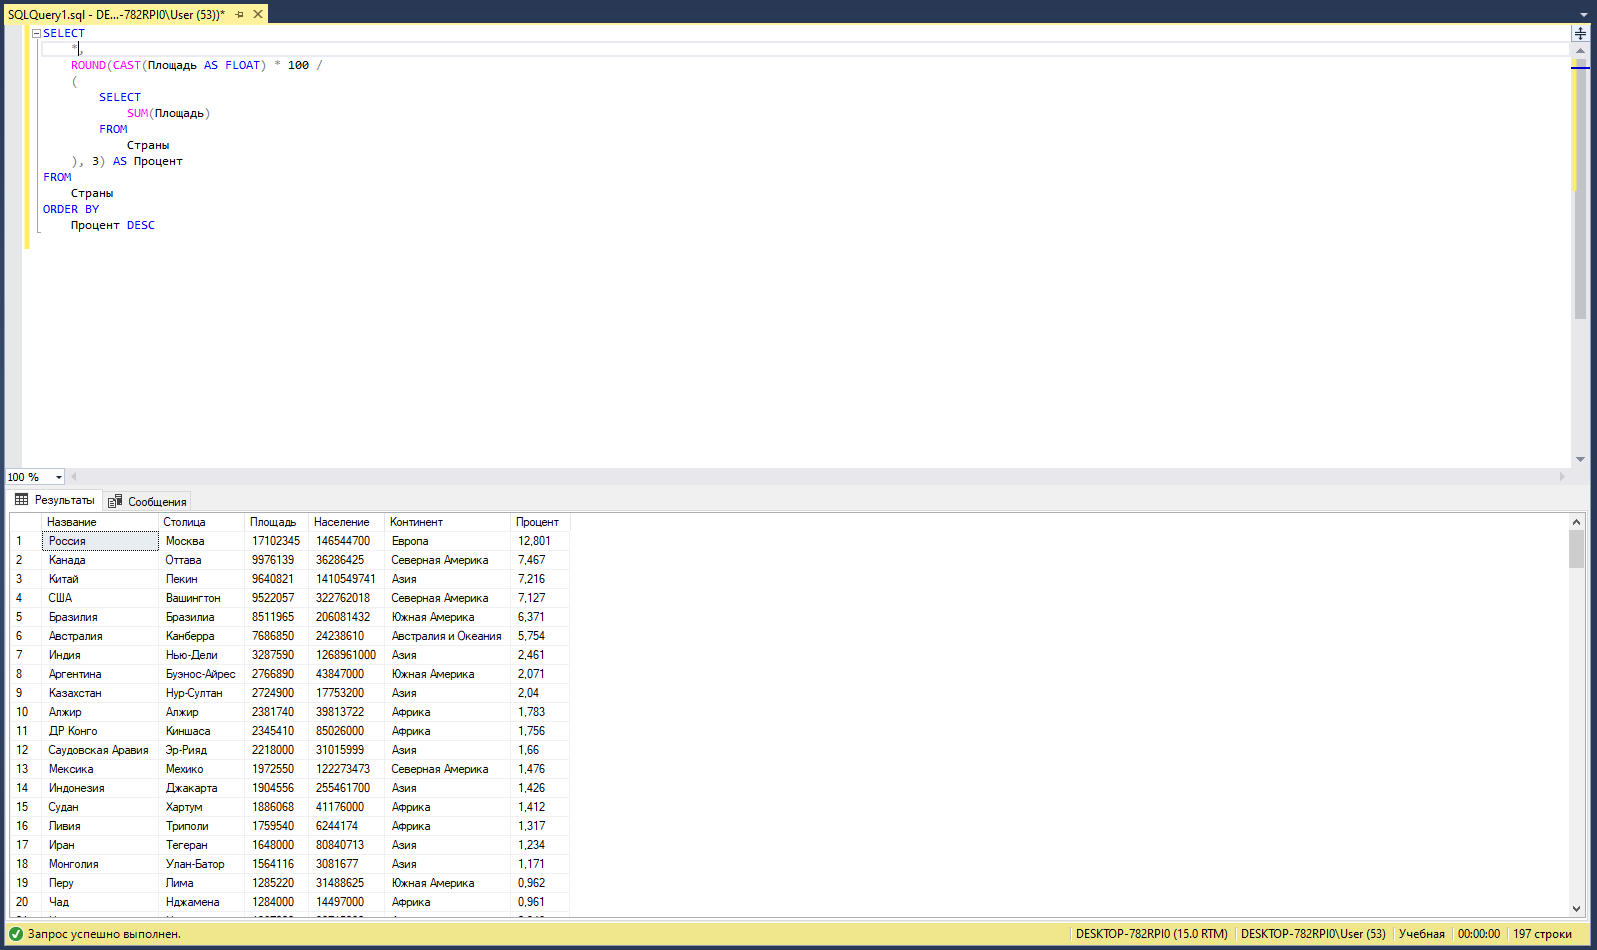 SQLQuery1.sql - DE...-782RPI0\User (53))*
SELECT
*,
ROUND(CAST(Площадь AS FLOAT) * 100 /
(
SELECT
SUM(Площадь)
FROM
Страны
), 3) AS Процент
FROM
Страны
ORDER BY
Процент DESC
100 %
Результаты Сообщения
Название Столица Площадь Население Континент Процент
1 Россия Москва 17102345 146544700 Европа 12,801
2 Канада Оттава 9976139 36286425 Северная Америка 7,467
3 Китай Пекин 9640821 1410549741 Азия 7,216
4 США Вашингтон 9522057 322762018 Северная Америка 7,127
5 Бразилия Бразилиа 8511965 206081432 Южная Америка 6,371
6 Австралия Канберра 7686850 24238610 Австралия и Океания 5,754
7 Индия Нью-Дели 3287590 1268961000 Азия 2,461
8 Аргентина Буэнос-Айрес 2766890 43847000 Южная Америка 2,071
9 Казахстан Нур-Султан 2724900 17753200 Азия 2,04
10 Алжир Алжир 2381740 39813722 Африка 1,783
11 ДР Конго Киншаса 2345410 85026000 Африка 1,756
12 Саудовская Аравия Эр-Рияд 2218000 31015999 Азия 1,66
13 Мексика Мехико 1972550 122273473 Северная Америка 1,476
14 Индонезия Джакарта 1904556 255461700 Азия 1,426
15 Судан Хартум 1886068 41176000 Африка 1,412
16 Ливия Триполи 1759540 6244174 Африка 1,317
17 Иран Тегеран 1648000 80840713 Азия 1,234
18 Монголия Улан-Батор 1564116 3081677 Азия 1,171
19 Перу Лима 1285220 31488625 Южная Америка 0,962
20 Чад Нджамена 1284000 14497000 Африка 0,961
Запрос успешно выполнен. DESKTOP-782RPI0 (15.0 RTM) DESKTOP-782RPI0\User (53) Учебная 00:00:00 197 строки